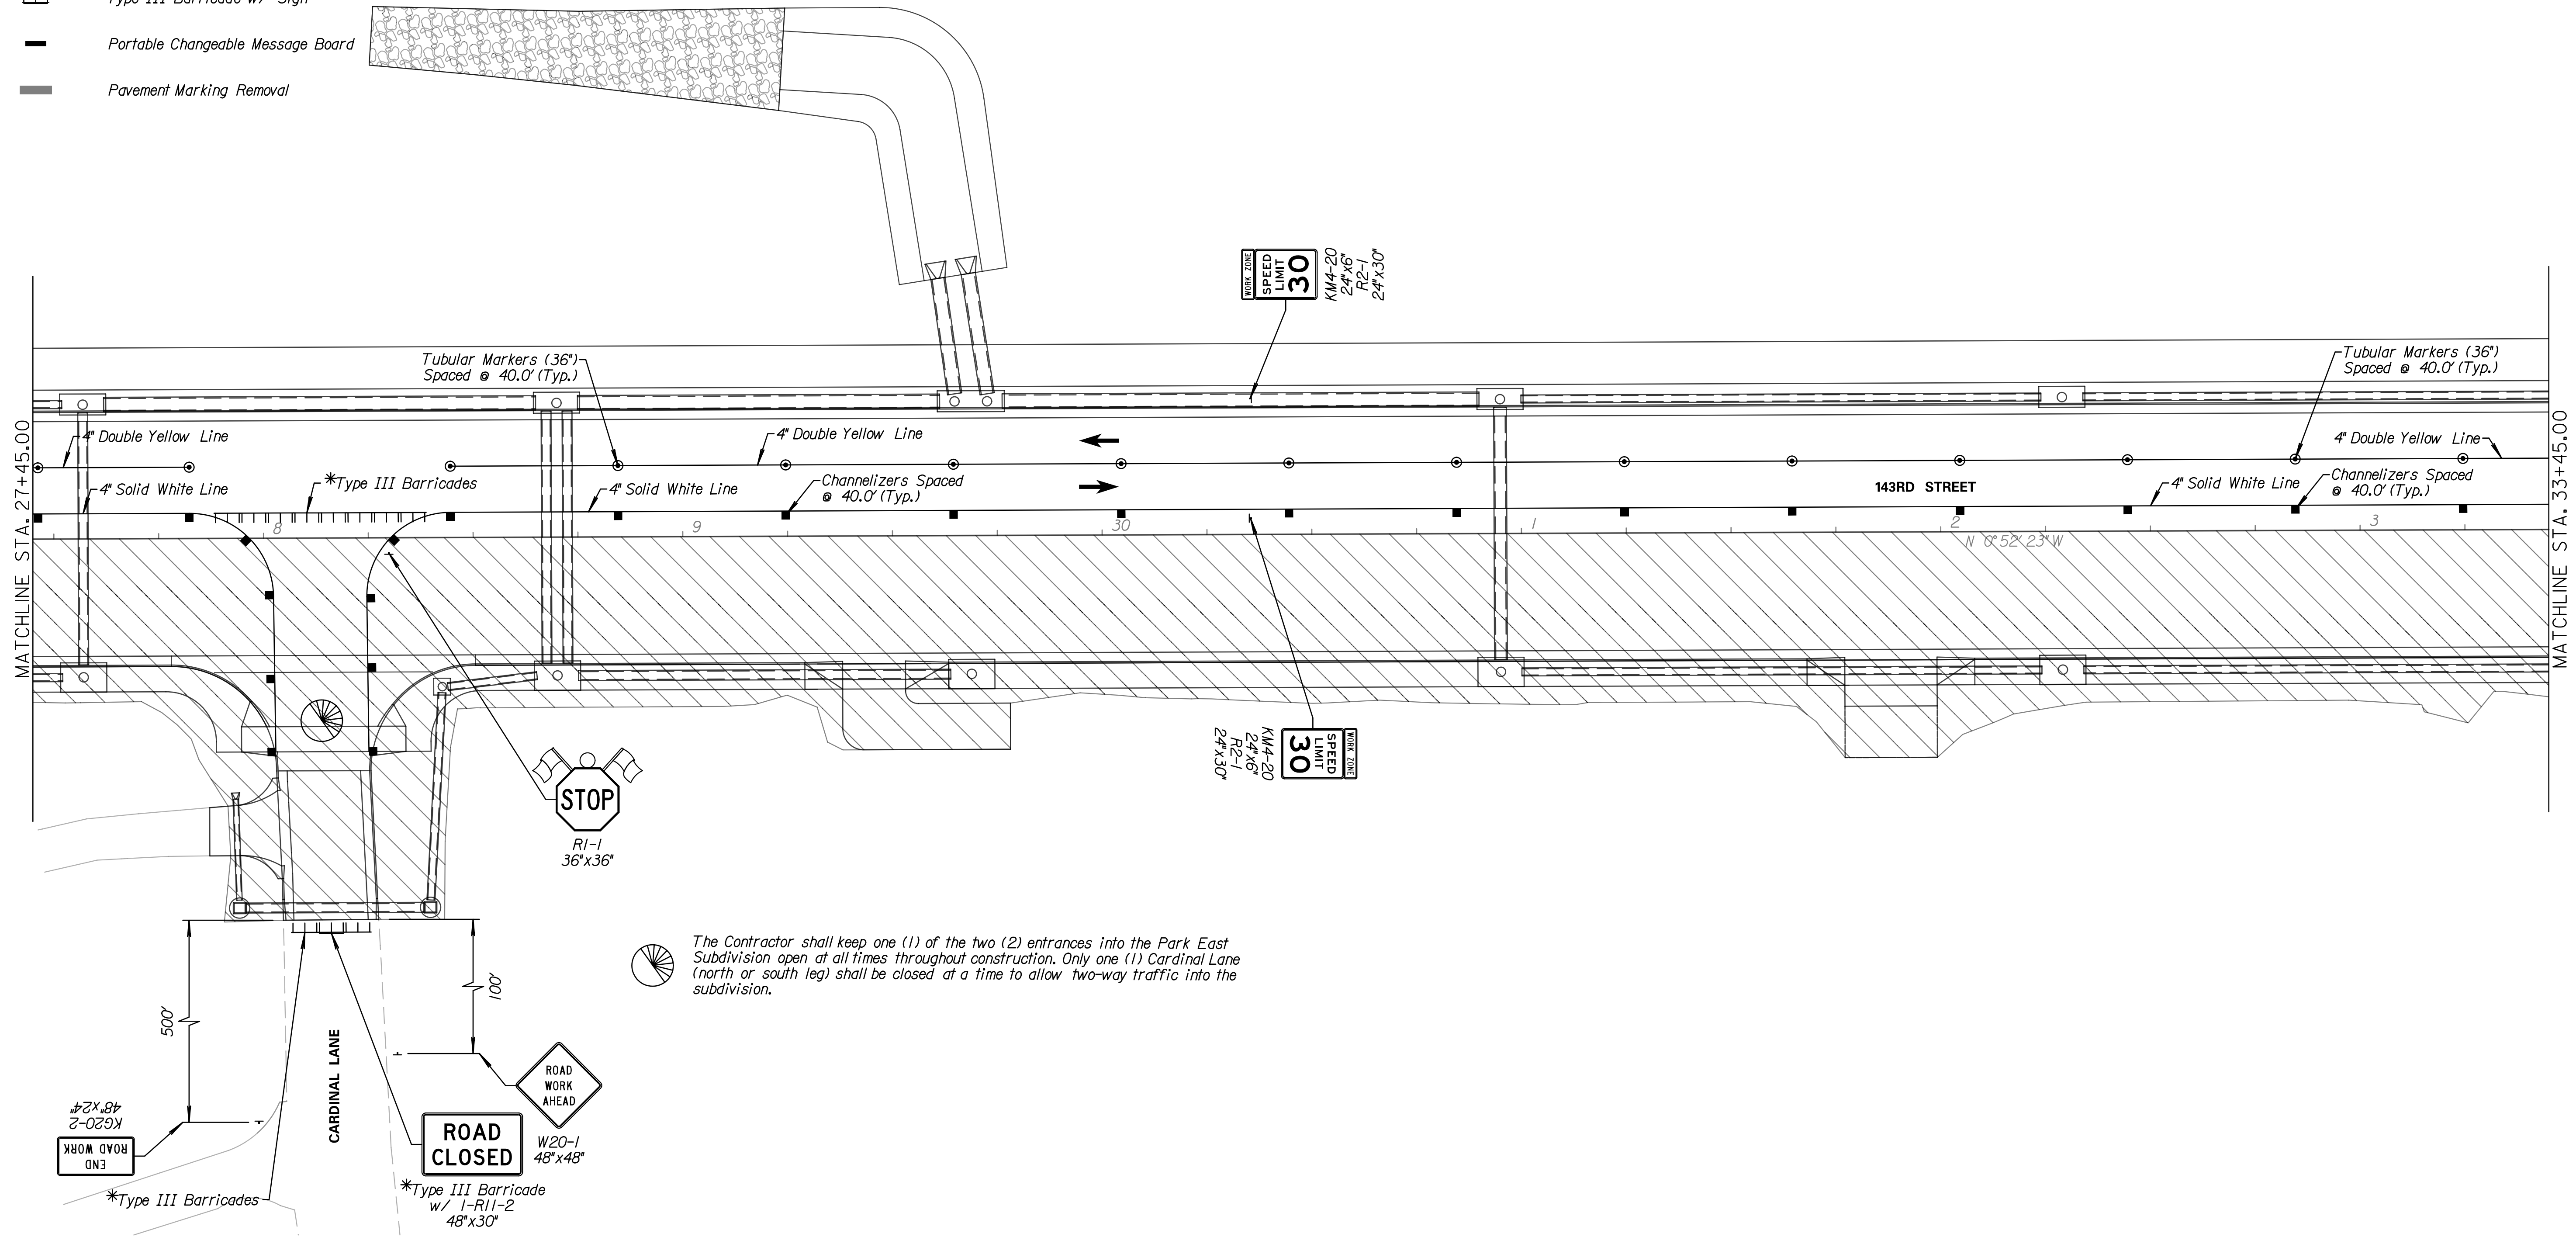 Type III Barricade w/ Sign
Portable Changeable Message Board
Pavement Marking Removal
WORK ZONE
SPEED
LIMIT
30
KM4-20
24"x6"
R2-1
24"x30"
Tubular Markers (36")
Spaced @ 40.0' (Typ.)
Tubular Markers (36")
Spaced @ 40.0' (Typ.)
MATCHLINE STA. 27+45.00
4" Double Yellow Line
4" Double Yellow Line
4" Double Yellow Line
MATCHLINE STA. 33+45.00
*Type III Barricades
4" Solid White Line
4" Solid White Line
Channelizers Spaced
@ 40.0' (Typ.)
143RD STREET
4" Solid White Line
Channelizers Spaced
@ 40.0' (Typ.)
8
9
30
1
2
3
N 0°52'23" W
STOP
R1-1
36"x36"
WORK ZONE
SPEED
LIMIT
30
KM4-20
24"x6"
R2-1
24"x30"
The Contractor shall keep one (1) of the two (2) entrances into the Park East
Subdivision open at all times throughout construction. Only one (1) Cardinal Lane
(north or south leg) shall be closed at a time to allow two-way traffic into the
subdivision.
500'
100'
CARDINAL LANE
ROAD
WORK
AHEAD
W20-1
48"x48"
KG20-2
48"x24"
END
ROAD WORK
ROAD
CLOSED
*Type III Barricades
*Type III Barricade
w/ 1-R11-2
48"x30"